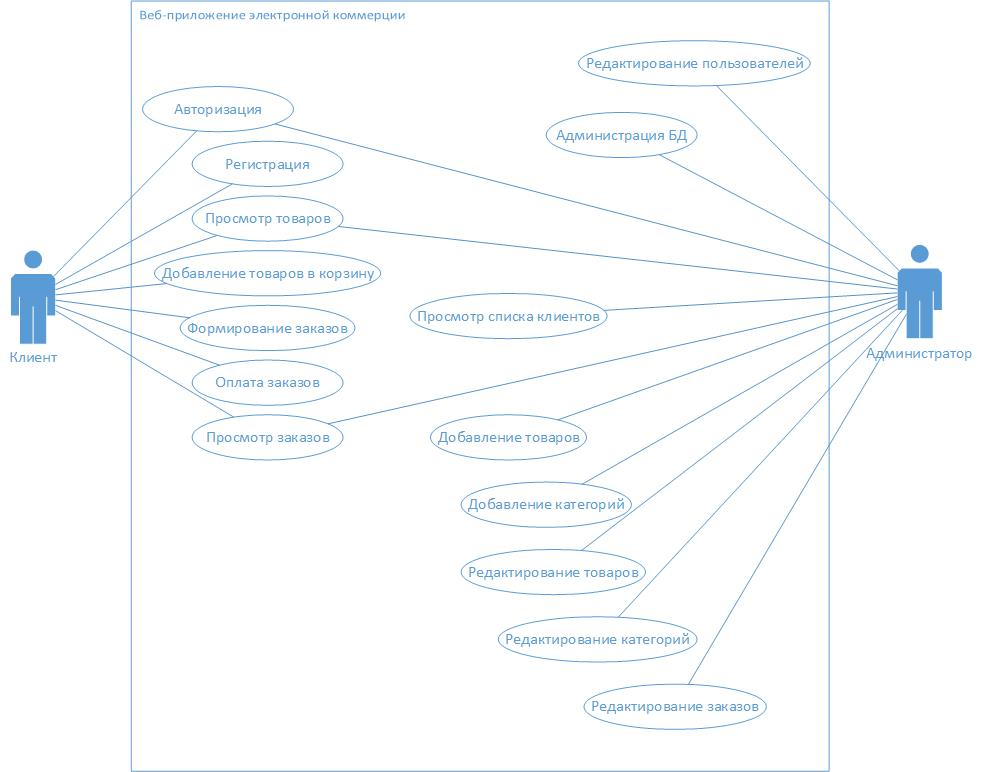 Веб-приложение электронной коммерции
Редактирование пользователей
Авторизация
Администрация БД
Регистрация
Просмотр товаров
Добавление товаров в корзину
Просмотр списка клиентов
Формирование заказов
Клиент
Администратор
Оплата заказов
Просмотр заказов
Добавление товаров
Добавление категорий
Редактирование товаров
Редактирование категорий
Редактирование заказов